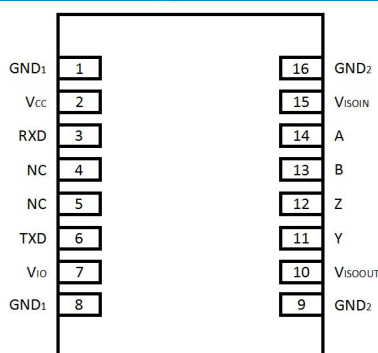 GND1 1 16 GND2
VCC 2 15 VISOIN
RXD 3 14 A
NC 4 13 B
NC 5 12 Z
TXD 6 11 Y
VIO 7 10 VISOOUT
GND1 8 9 GND2